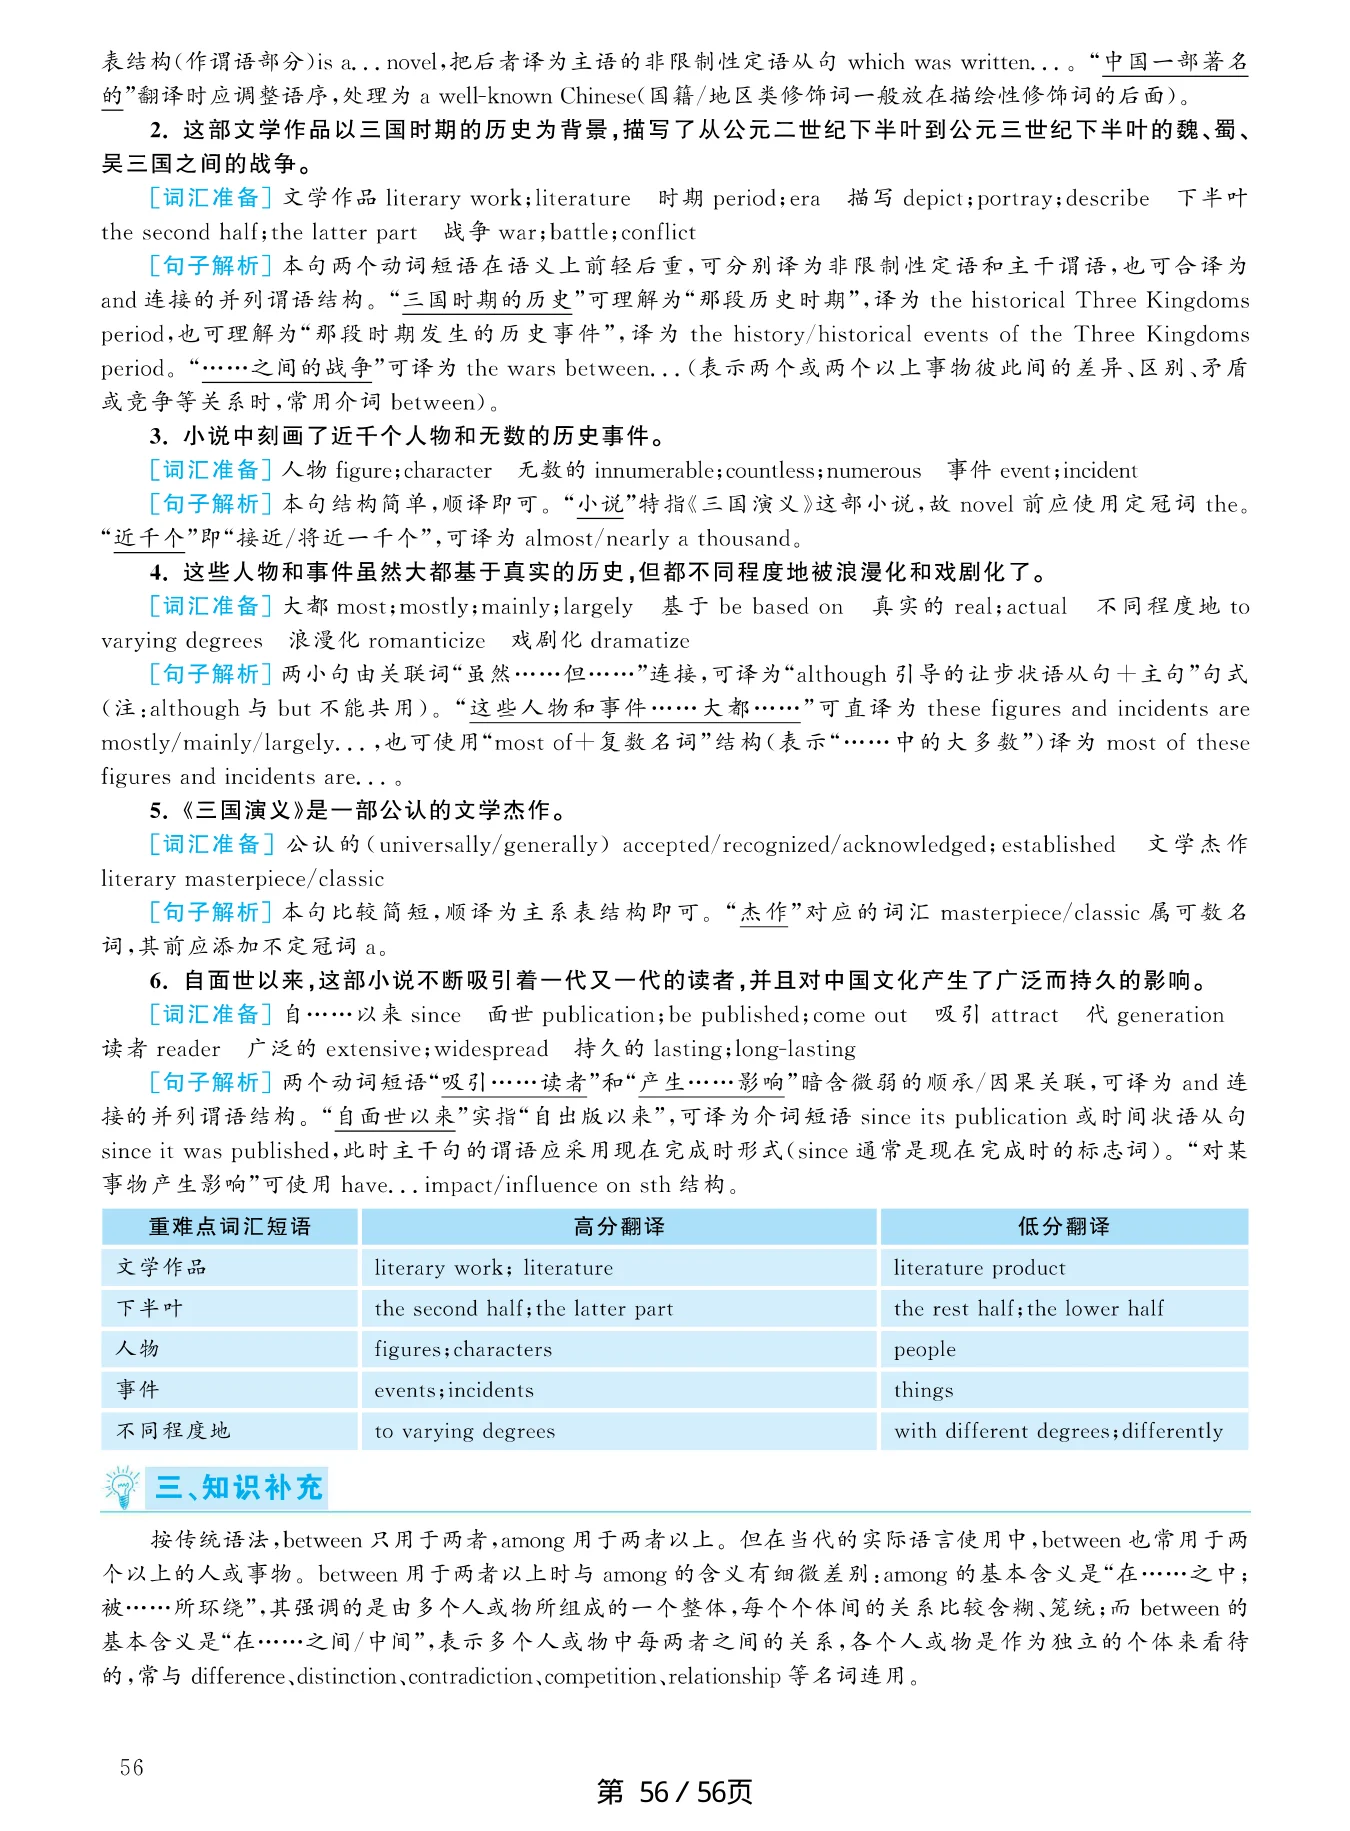 表结构(作谓语部分)is a...novel,把后者译为主语的非限制性定语从句 which was written...。“中国一部著名
的”翻译时应调整语序,处理为 a well-known Chinese(国籍/地区类修饰词一般放在描绘性修饰词的后面)。
2. 这部文学作品以三国时期的历史为背景,描写了从公元二世纪下半叶到公元三世纪下半叶的魏、蜀、
吴三国之间的战争。
[词汇准备] 文学作品 literary work;literature 时期 period;era 描写 depict;portray;describe 下半叶
the second half;the latter part 战争 war;battle;conflict
[句子解析] 本句两个动词短语在语义上前轻后重,可分别译为非限制性定语和主干谓语,也可合译为
and 连接的并列谓语结构。“三国时期的历史”可理解为“那段历史时期”,译为 the historical Three Kingdoms
period,也可理解为“那段时期发生的历史事件”,译为 the history/historical events of the Three Kingdoms
period。“……之间的战争”可译为 the wars between...(表示两个或两个以上事物彼此间的差异、区别、矛盾
或竞争等关系时,常用介词 between)。
3. 小说中刻画了近千个人物和无数的历史事件。
[词汇准备] 人物 figure;character 无数的 innumerable;countless;numerous 事件 event;incident
[句子解析] 本句结构简单,顺译即可。“小说”特指《三国演义》这部小说,故 novel 前应使用定冠词 the。
“近千个”即“接近/将近一千个”,可译为 almost/nearly a thousand。
4. 这些人物和事件虽然大都基于真实的历史,但都不同程度地被浪漫化和戏剧化了。
[词汇准备] 大都 most;mostly;mainly;largely 基于 be based on 真实的 real;actual 不同程度地 to
varying degrees 浪漫化 romanticize 戏剧化 dramatize
[句子解析] 两小句由关联词“虽然……但……”连接,可译为“although 引导的让步状语从句+主句”句式
(注:although 与 but 不能共用)。“这些人物和事件……大都……”可直译为 these figures and incidents are
mostly/mainly/largely...,也可使用“most of+复数名词”结构(表示“……中的大多数”)译为 most of these
figures and incidents are...。
5. 《三国演义》是一部公认的文学杰作。
[词汇准备] 公认的(universally/generally) accepted/recognized/acknowledged;established 文学杰作
literary masterpiece/classic
[句子解析] 本句比较简短,顺译为主系表结构即可。“杰作”对应的词汇 masterpiece/classic 属可数名
词,其前应添加不定冠词 a。
6. 自面世以来,这部小说不断吸引着一代又一代的读者,并且对中国文化产生了广泛而持久的影响。
[词汇准备] 自……以来 since 面世 publication;be published;come out 吸引 attract 代 generation
读者 reader 广泛的 extensive;widespread 持久的 lasting;long-lasting
[句子解析] 两个动词短语“吸引……读者”和“产生……影响”暗含微弱的顺承/因果关联,可译为 and 连
接的并列谓语结构。“自面世以来”实指“自出版以来”,可译为介词短语 since its publication 或时间状语从句
since it was published,此时主干句的谓语应采用现在完成时形式(since 通常是现在完成时的标志词)。“对某
事物产生影响”可使用 have...impact/influence on sth 结构。
重难点词汇短语 高分翻译 低分翻译
文学作品 literary work; literature literature product
下半叶 the second half;the latter part the rest half;the lower half
人物 figures;characters people
事件 events;incidents things
不同程度地 to varying degrees with different degrees;differently
三、知识补充
按传统语法,between 只用于两者,among 用于两者以上。但在当代的实际语言使用中,between 也常用于两
个以上的人或事物。between 用于两者以上时与 among 的含义有细微差别:among 的基本含义是“在……之中;
被……所环绕”,其强调的是由多个人或物所组成的一个整体,每个个体间的关系比较含糊、笼统;而 between 的
基本含义是“在……之间/中间”,表示多个人或物中每两者之间的关系,各个人或物是作为独立的个体来看待
的,常与 difference、distinction、contradiction、competition、relationship 等名词连用。
56
第 56 / 56页